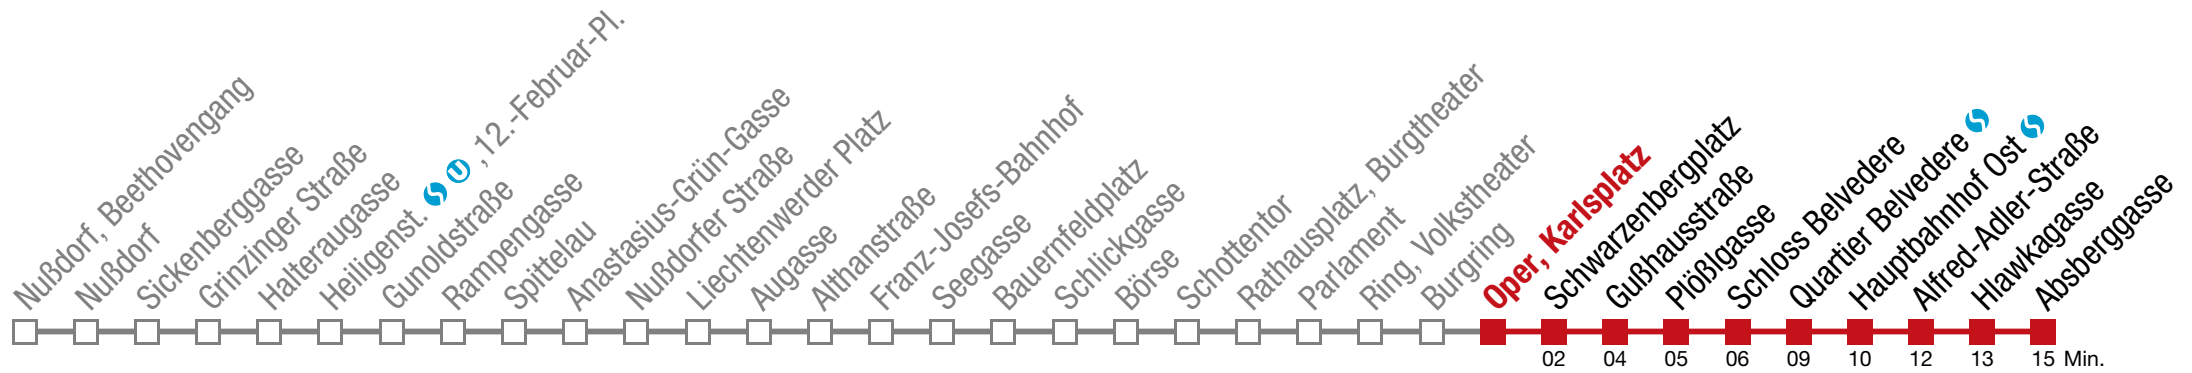 Nußdorf, Beethovengang
Nußdorf
Sickenberggasse
Grinzinger Straße
Halteraugasse
Heiligenst. S U , 12.-Februar-Pl.
Gunoldstraße
Rampengasse
Spittelau
Anastasius-Grün-Gasse
Nußdorfer Straße
Liechtenwerder Platz
Augasse
Althanstraße
Franz-Josefs-Bahnhof
Seegasse
Bauernfeldplatz
Schlickgasse
Börse
Schottentor
Rathausplatz, Burgtheater
Parlament
Ring, Volkstheater
Burgring
Oper, Karlsplatz
Schwarzenbergplatz
Gußhausstraße
Plößlgasse
Schloss Belvedere
Quartier Belvedere S
Hauptbahnhof Ost S
Alfred-Adler-Straße
Hlawkagasse
Absberggasse
02 04 05 06 09 10 12 13 15 Min.